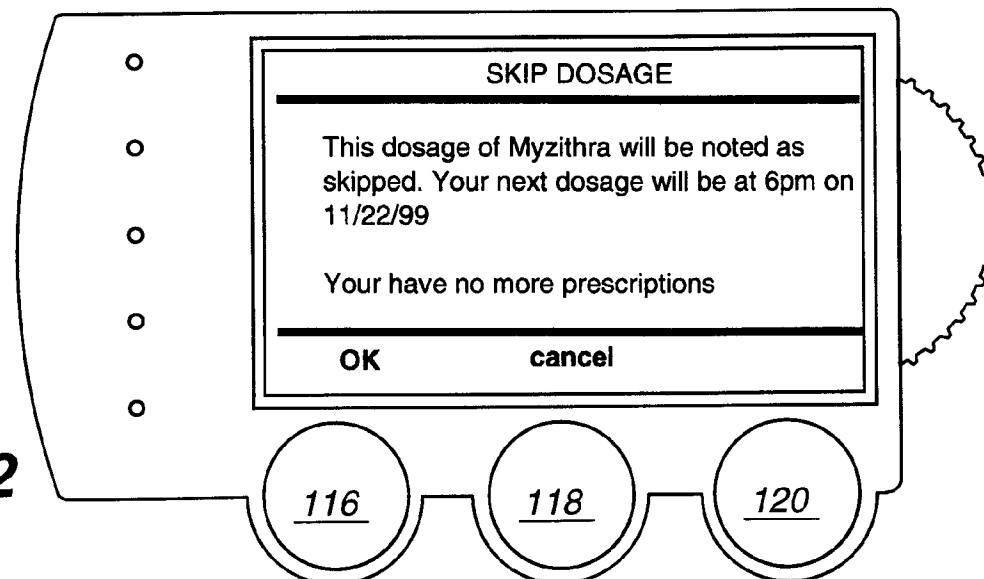 SKIP DOSAGE
This dosage of Myzithra will be noted as
skipped. Your next dosage will be at 6pm on
11/22/99
Your have no more prescriptions
OK cancel
2
116 118 120